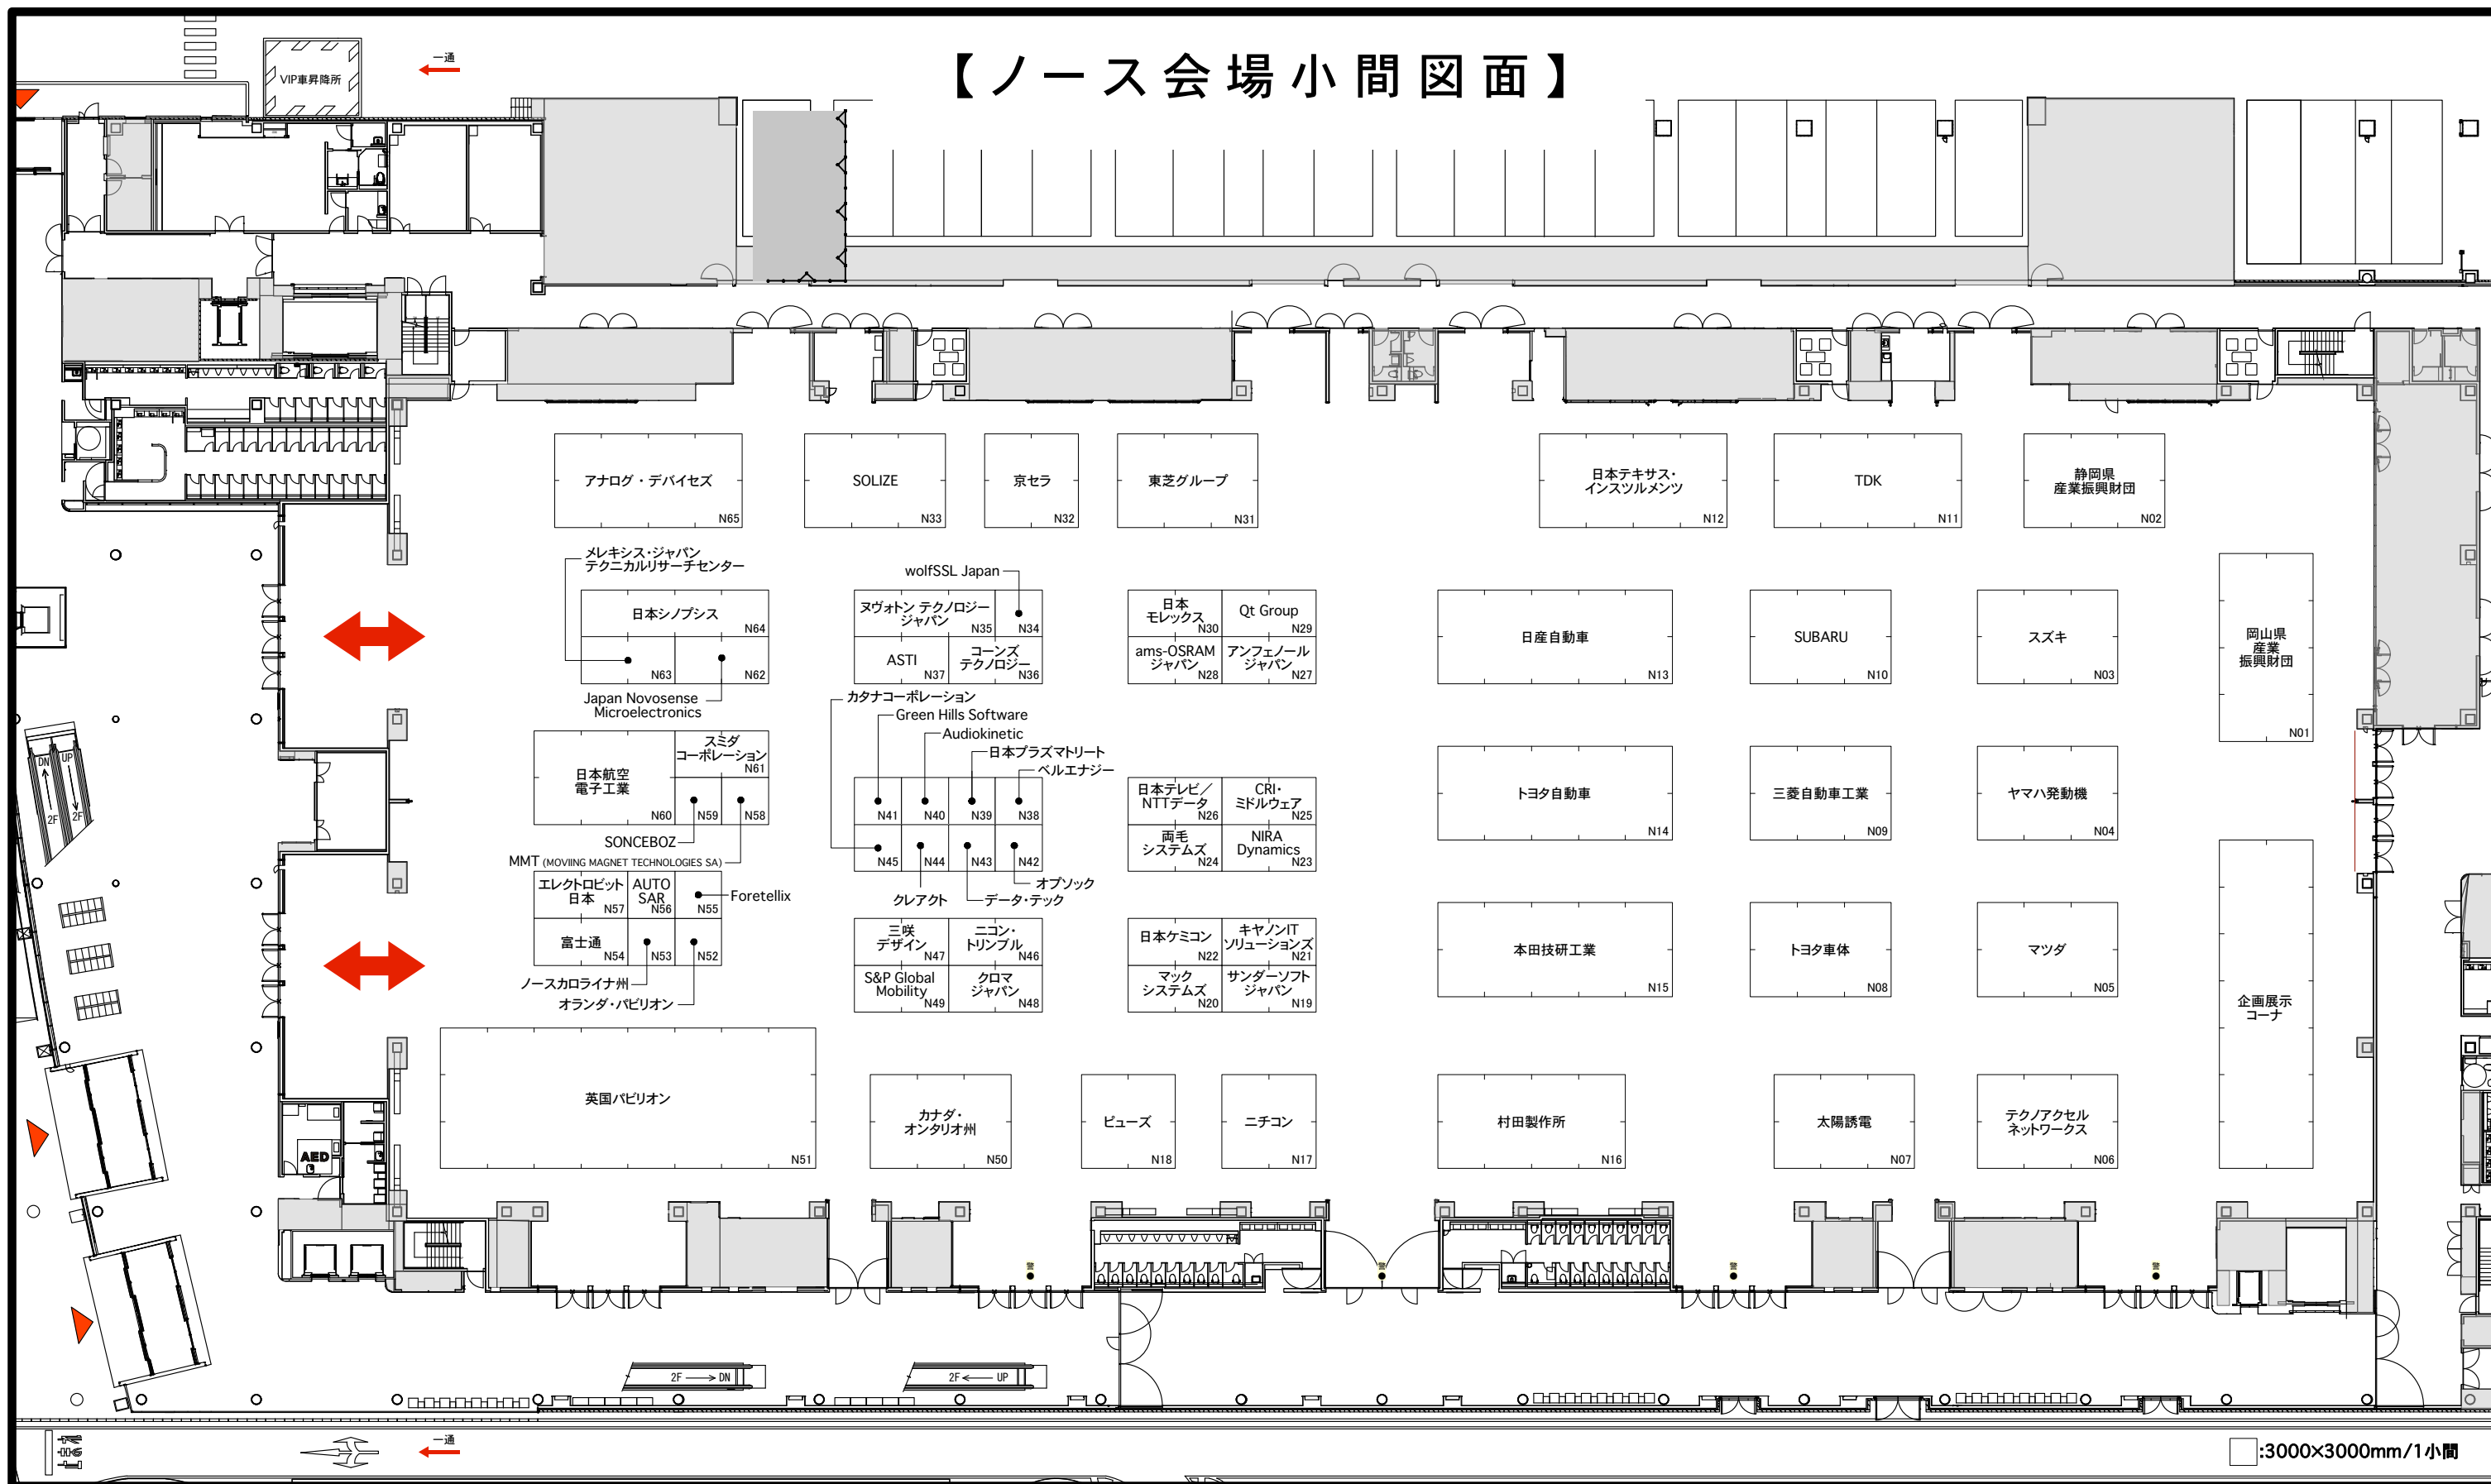 【ノース会場小間図面】
一通
VIP車昇降所
アナログ・デバイセズ
N65
SOLIZE
N33
京セラ
N32
東芝グループ
N31
日本テキサス・
インスツルメンツ
N12
TDK
N11
静岡県
産業振興財団
N02
メレキシス・ジャパン
テクニカルリサーチセンター
日本シノプシス
N64
N63
N62
Japan Novosense
Microelectronics
wolfSSL Japan
ヌヴォトン テクノロジー
ジャパン
N35
N34
ASTI
N37
コーンズ
テクノロジー
N36
日本
モレックス
N30
Qt Group
N29
ams-OSRAM
ジャパン
N28
アンフェノール
ジャパン
N27
日産自動車
N13
SUBARU
N10
スズキ
N03
岡山県
産業
振興財団
N01
カタナコーポレーション
Green Hills Software
Audiokinetic
日本プラズマトリート
ベルエナジー
日本航空
電子工業
N60
スミダ
コーポレーション
N61
N59
N58
SONCEBOZ
MMT (MOVIING MAGNET TECHNOLOGIES SA)
N41
N40
N39
N38
N45
N44
N43
N42
オプソック
クレアクト
データ・テック
日本テレビ／
NTTデータ
N26
CRI・
ミドルウェア
N25
両毛
システムズ
N24
NIRA
Dynamics
N23
トヨタ自動車
N14
三菱自動車工業
N09
ヤマハ発動機
N04
エレクトロビット
日本
N57
AUTO
SAR
N56
N55
Foretellix
富士通
N54
N53
N52
ノースカロライナ州
オランダ・パビリオン
三咲
デザイン
N47
ニコン・
トリンブル
N46
S&P Global
Mobility
N49
クロマ
ジャパン
N48
日本ケミコン
N22
キヤノンIT
ソリューションズ
N21
マック
システムズ
N20
サンダーソフト
ジャパン
N19
本田技研工業
N15
トヨタ車体
N08
マツダ
N05
企画展示
コーナ
英国パビリオン
N51
カナダ・
オンタリオ州
N50
ピューズ
N18
ニチコン
N17
村田製作所
N16
太陽誘電
N07
テクノアクセル
ネットワークス
N06
DN
UP
2F
2F
AED
警
警
警
警
2F
DN
2F
UP
一通
:3000×3000mm/1小間